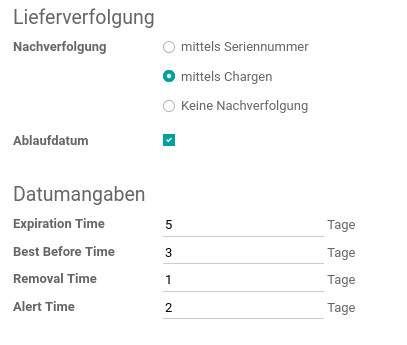 Lieferverfolgung
Nachverfolgung
mittels Seriennummer
mittels Chargen
Keine Nachverfolgung
Ablaufdatum
Datumangaben
Expiration Time 5 Tage
Best Before Time 3 Tage
Removal Time 1 Tage
Alert Time 2 Tage